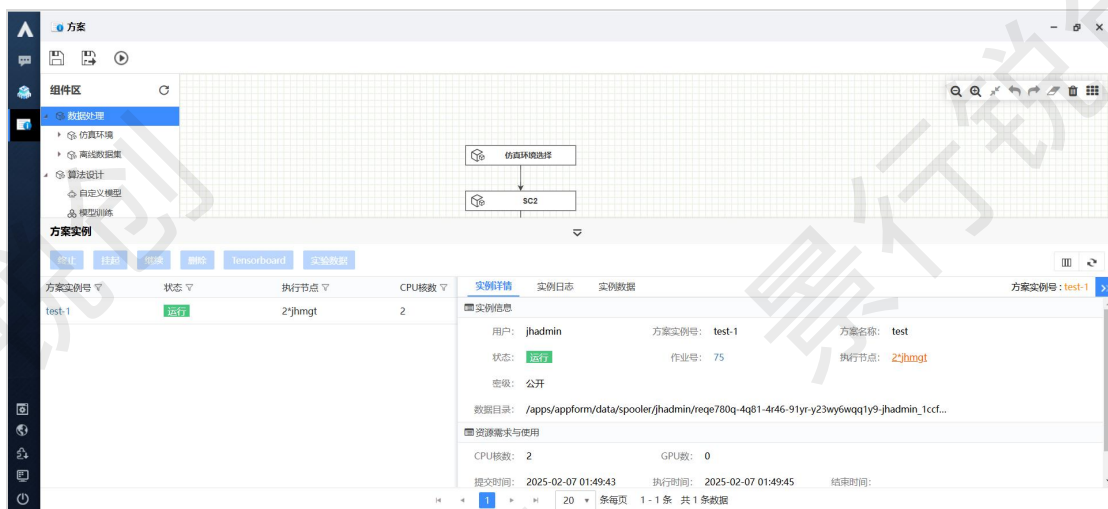 方案
组件区
数据处理
仿真环境
离线数据集
算法设计
自定义模型
模型训练
仿真环境选择
SC2
方案实例
终止 挂起 继续 删除 Tensorboard 实验数据
方案实例号 状态 执行节点 CPU核数
test-1 运行 2*jhmgt 2
实例详情 实例日志 实例数据 方案实例号：test-1
实例信息
用户: jhadmin 方案实例号: test-1 方案名称: test
状态: 运行 作业号: 75 执行节点: 2*jhmgt
密级: 公开
数据目录: /apps/appform/data/spooler/jhadmin/reqe780q-4q81-4r46-91yr-y23wy6wqq1y9-jhadmin_1ccf...
资源需求与使用
CPU核数: 2 GPU数: 0
提交时间: 2025-02-07 01:49:43 执行时间: 2025-02-07 01:49:45 结束时间:
1 20 条每页 1 - 1 条 共 1 条数据
景行锐创